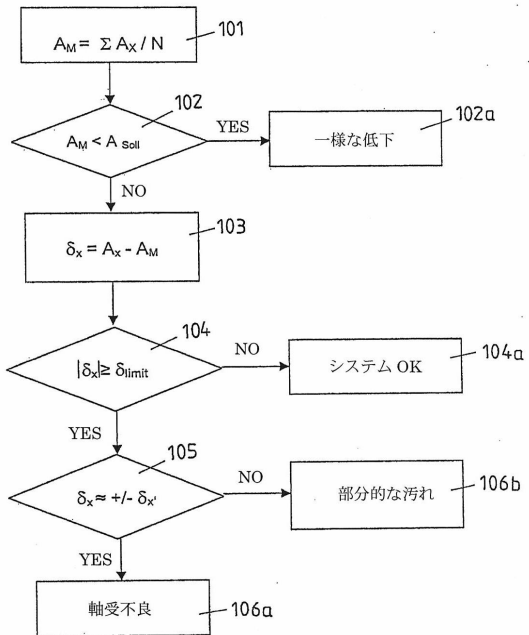 101
A_M = Σ A_X / N
102
A_M < A_Soll
YES
102a
一様な低下
NO
103
δ_x = A_x - A_M
104
|δ_x| ≥ δ_limit
NO
104a
システム OK
YES
105
δ_x ≈ +/- δ_x'
NO
106b
部分的な汚れ
YES
軸受不良
106a